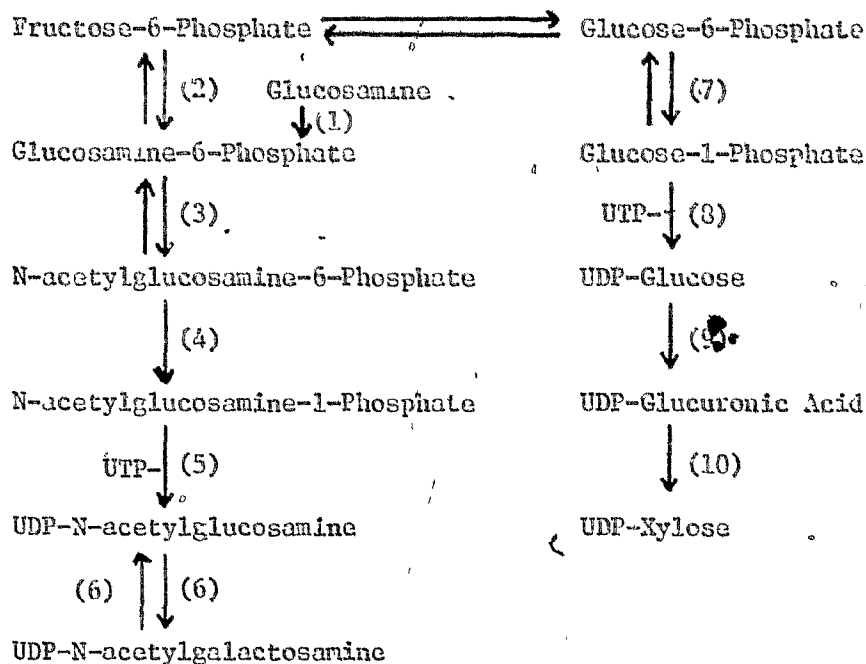 Fructose-6-Phosphate Glucose-6-Phosphate
(2) Glucosamine (7)
(1)
Glucosamine-6-Phosphate Glucose-1-Phosphate
(3) UTP- (8)
N-acetylglucosamine-6-Phosphate UDP-Glucose
(4) (9)
N-acetylglucosamine-1-Phosphate UDP-Glucuronic Acid
UTP- (5) (10)
UDP-N-acetylglucosamine UDP-Xylose
(6) (6)
UDP-N-acetylgalactosamine